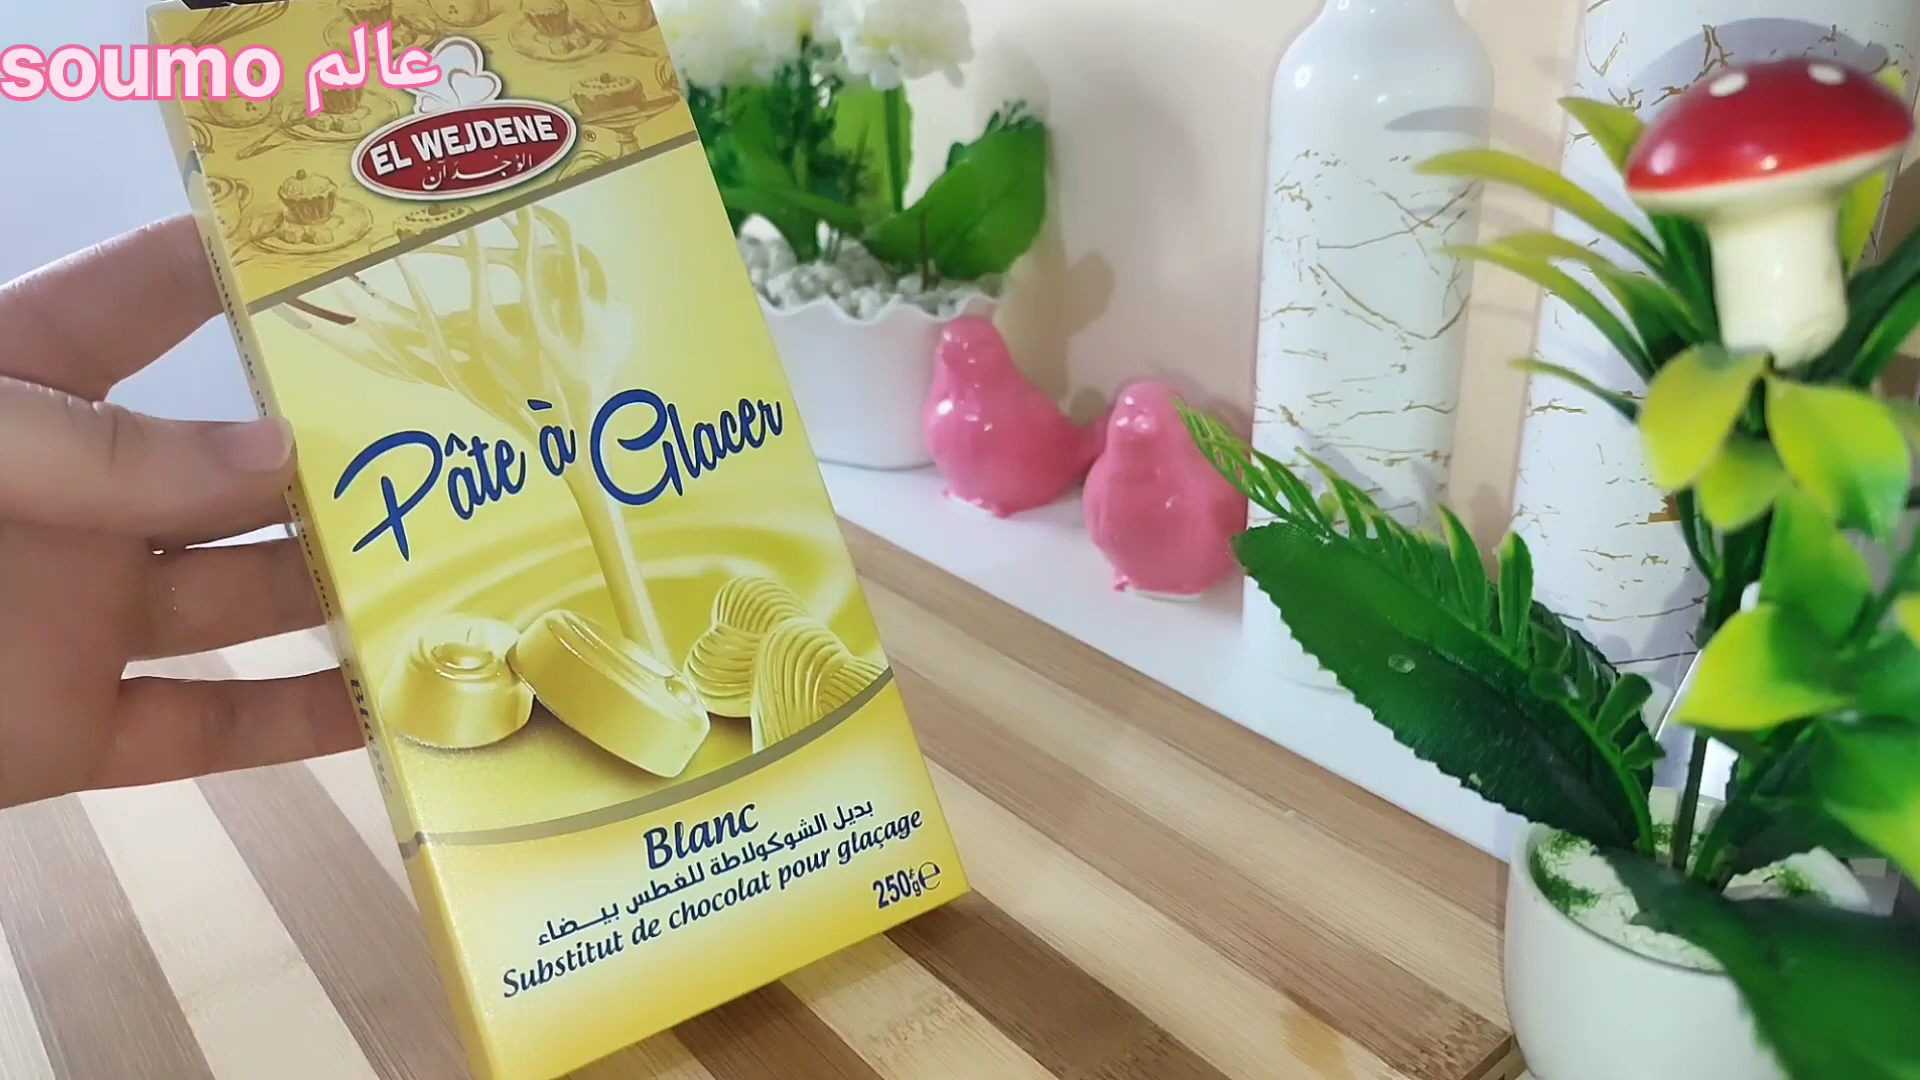 soumo عالم
EL WEJDENE
الوجدان
Pâte à Glacer
Blanc
بديل الشوكولاطة للغطس بيضاء
Substitut de chocolat pour glaçage
250g e